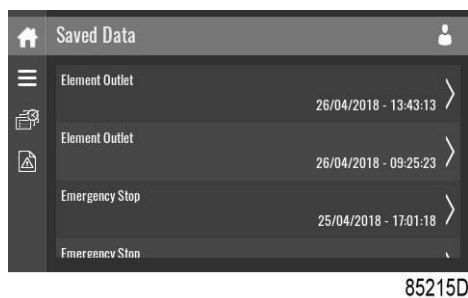 Saved Data
Element Outlet
26/04/2018 - 13:43:13
Element Outlet
26/04/2018 - 09:25:23
Emergency Stop
25/04/2018 - 17:01:18
Emergency Stop
85215D